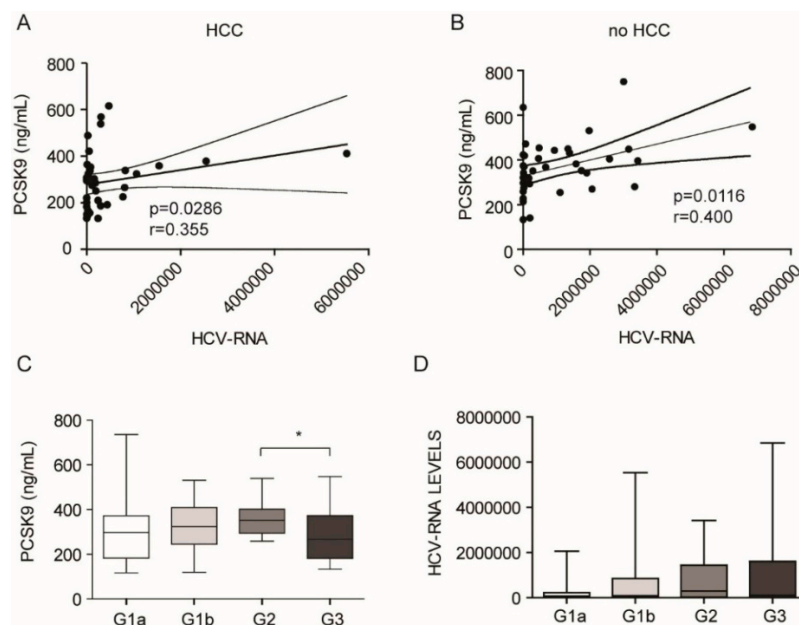 A
HCC
PCSK9 (ng/mL)
800
600
400
200
0
p=0.0286
r=0.355
0
2000000
4000000
6000000
HCV-RNA
B
no HCC
PCSK9 (ng/mL)
800
600
400
200
0
p=0.0116
r=0.400
0
2000000
4000000
6000000
8000000
HCV-RNA
C
PCSK9 (ng/mL)
800
600
400
200
0
*
G1a
G1b
G2
G3
D
HCV-RNA LEVELS
8000000
6000000
4000000
2000000
0
G1a
G1b
G2
G3